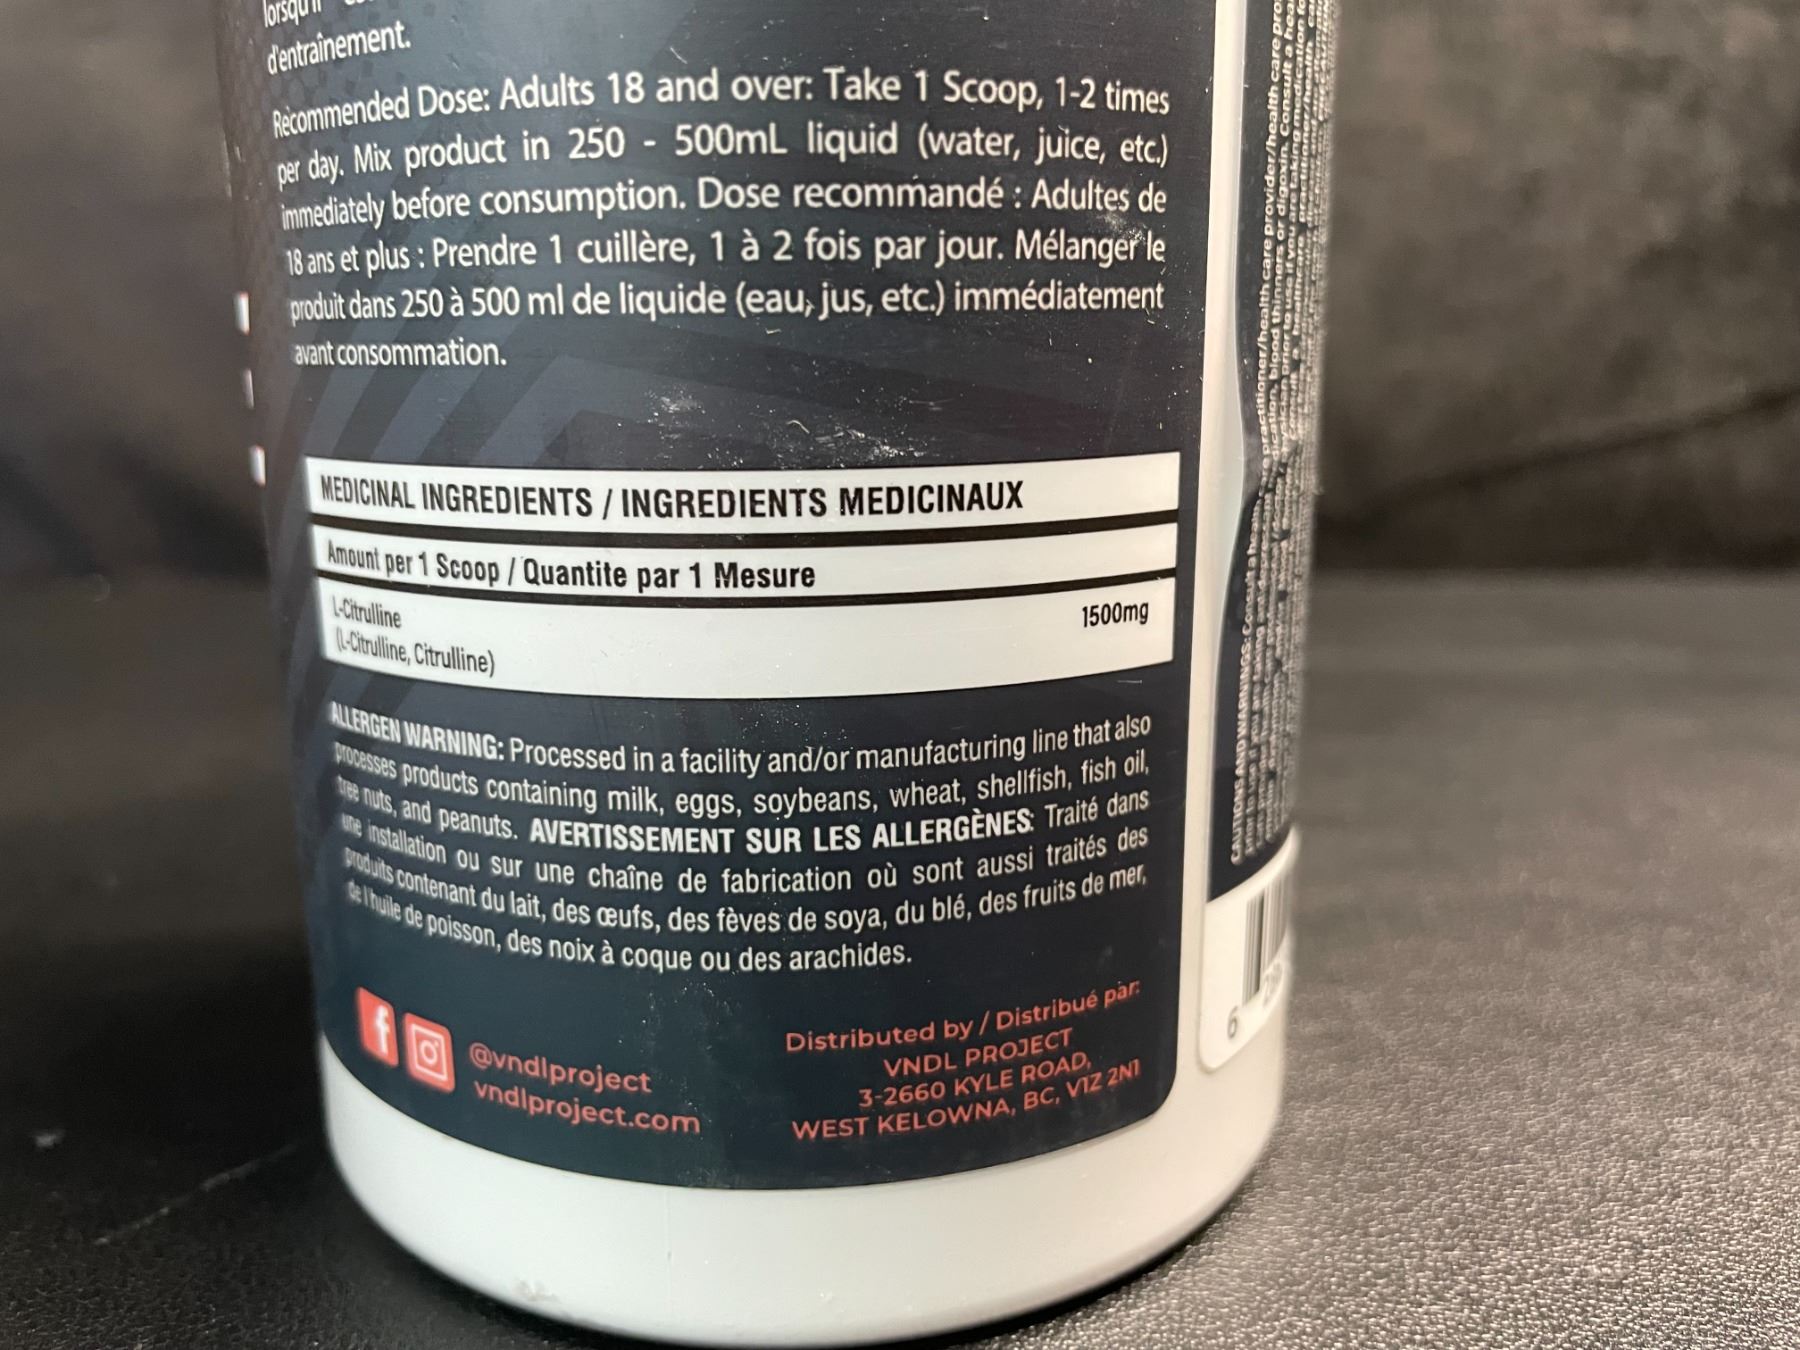 d'entraînement.
Recommended Dose: Adults 18 and over: Take 1 Scoop, 1-2 times
per day. Mix product in 250 - 500mL liquid (water, juice, etc.)
immediately before consumption. Dose recommandé : Adultes de
18 ans et plus : Prendre 1 cuillère, 1 à 2 fois par jour. Mélanger le
produit dans 250 à 500 ml de liquide (eau, jus, etc.) immédiatement
avant consommation.
MEDICINAL INGREDIENTS / INGREDIENTS MEDICINAUX
Amount per 1 Scoop / Quantite par 1 Mesure
L-Citrulline 1500mg
(L-Citrulline, Citrulline)
ALLERGEN WARNING: Processed in a facility and/or manufacturing line that also
processes products containing milk, eggs, soybeans, wheat, shellfish, fish oil,
tree nuts, and peanuts. AVERTISSEMENT SUR LES ALLERGÈNES: Traité dans
une installation ou sur une chaîne de fabrication où sont aussi traités des
produits contenant du lait, des œufs, des fèves de soya, du blé, des fruits de mer,
de l'huile de poisson, des noix à coque ou des arachides.
@vndlproject
vndlproject.com
Distributed by / Distribué par:
VNDL PROJECT
3-2660 KYLE ROAD,
WEST KELOWNA, BC, V1Z 2N1
CAUTIONS AND WARNINGS:
6